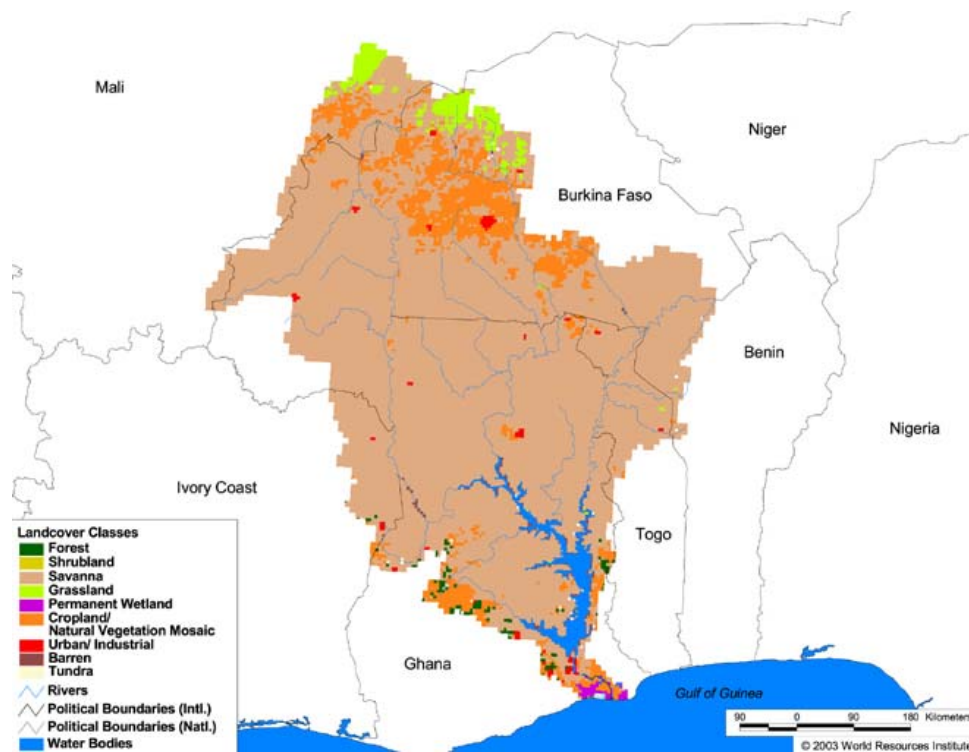 Mali
Niger
Burkina Faso
Benin
Nigeria
Ivory Coast
Togo
Ghana
Gulf of Guinea
Landcover Classes
Forest
Shrubland
Savanna
Grassland
Permanent Wetland
Cropland/
Natural Vegetation Mosaic
Urban/ Industrial
Barren
Tundra
Rivers
Political Boundaries (Intl.)
Political Boundaries (Natl.)
Water Bodies
90 0 90 180 Kilometers
© 2003 World Resources Institute